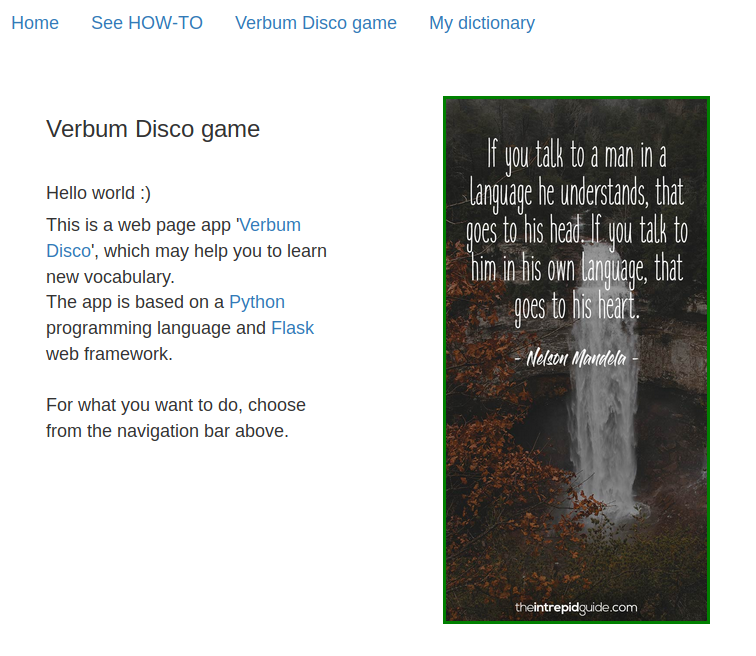 Home See HOW-TO Verbum Disco game My dictionary
Verbum Disco game
Hello world :)
This is a web page app 'Verbum
Disco', which may help you to learn
new vocabulary.
The app is based on a Python
programming language and Flask
web framework.
For what you want to do, choose
from the navigation bar above.
If you talk to a man in a
language he understands, that
goes to his head. If you talk to
him in his own language, that
goes to his heart.
- Nelson Mandela -
theintrepidguide.com